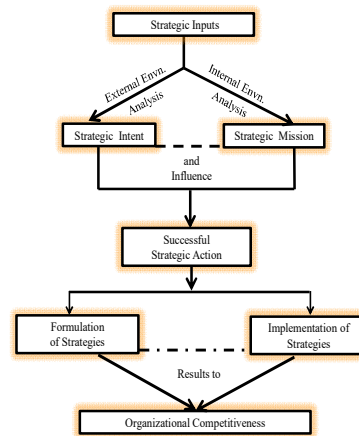 Strategic Inputs
External Envn.
Analysis
Internal Envn.
Analysis
Strategic Intent
Strategic Mission
and
Influence
Successful
Strategic Action
Formulation
of Strategies
Implementation of
Strategies
Results to
Organizational Competitiveness